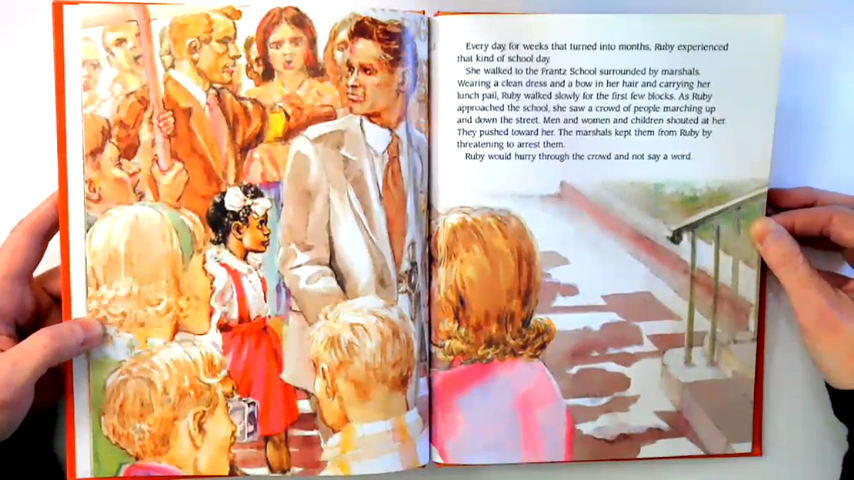 Every day, for weeks that turned into months, Ruby experienced
that kind of school day.
She walked to the Frantz School surrounded by marshals.
Wearing a clean dress and a bow in her hair and carrying her
lunch pail, Ruby walked slowly for the first few blocks. As Ruby
approached the school, she saw a crowd of people marching up
and down the street. Men and women and children shouted at her.
They pushed toward her. The marshals kept them from Ruby by
threatening to arrest them.
Ruby would hurry through the crowd and not say a word.